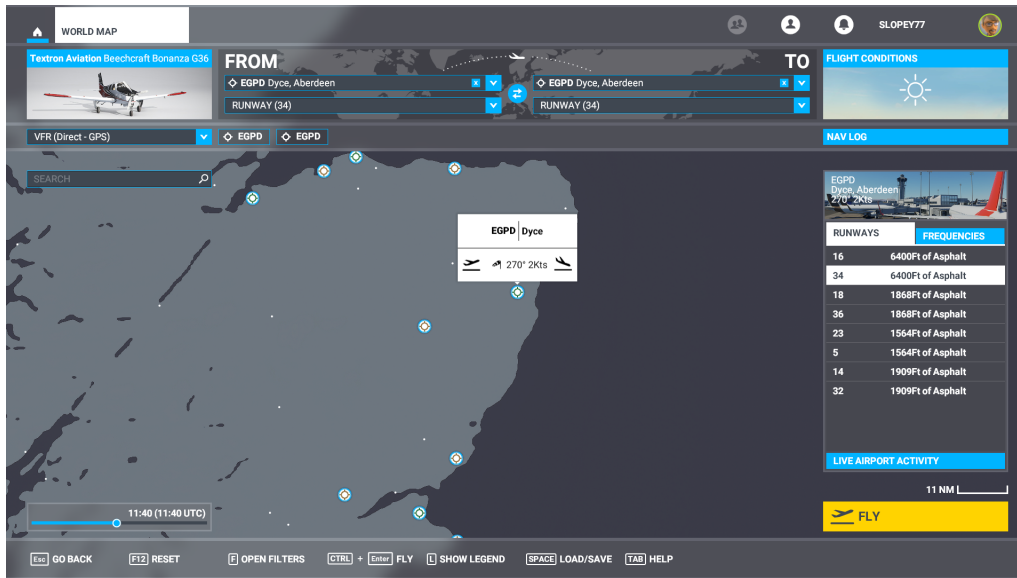 WORLD MAP
SLOPEY77
Textron Aviation Beechcraft Bonanza G36
FROM
TO
EGPD Dyce, Aberdeen x
EGPD Dyce, Aberdeen x
RUNWAY (34)
RUNWAY (34)
FLIGHT CONDITIONS
VFR (Direct - GPS)
EGPD
EGPD
NAV LOG
SEARCH
EGPD Dyce
270° 2Kts
EGPD
Dyce, Aberdeen
270° 2Kts
RUNWAYS
FREQUENCIES
16 6400Ft of Asphalt
34 6400Ft of Asphalt
18 1868Ft of Asphalt
36 1868Ft of Asphalt
23 1564Ft of Asphalt
5 1564Ft of Asphalt
14 1909Ft of Asphalt
32 1909Ft of Asphalt
LIVE AIRPORT ACTIVITY
11 NM
11:40 (11:40 UTC)
FLY
Esc GO BACK
F12 RESET
F OPEN FILTERS
CTRL + Enter FLY
L SHOW LEGEND
SPACE LOAD/SAVE
TAB HELP